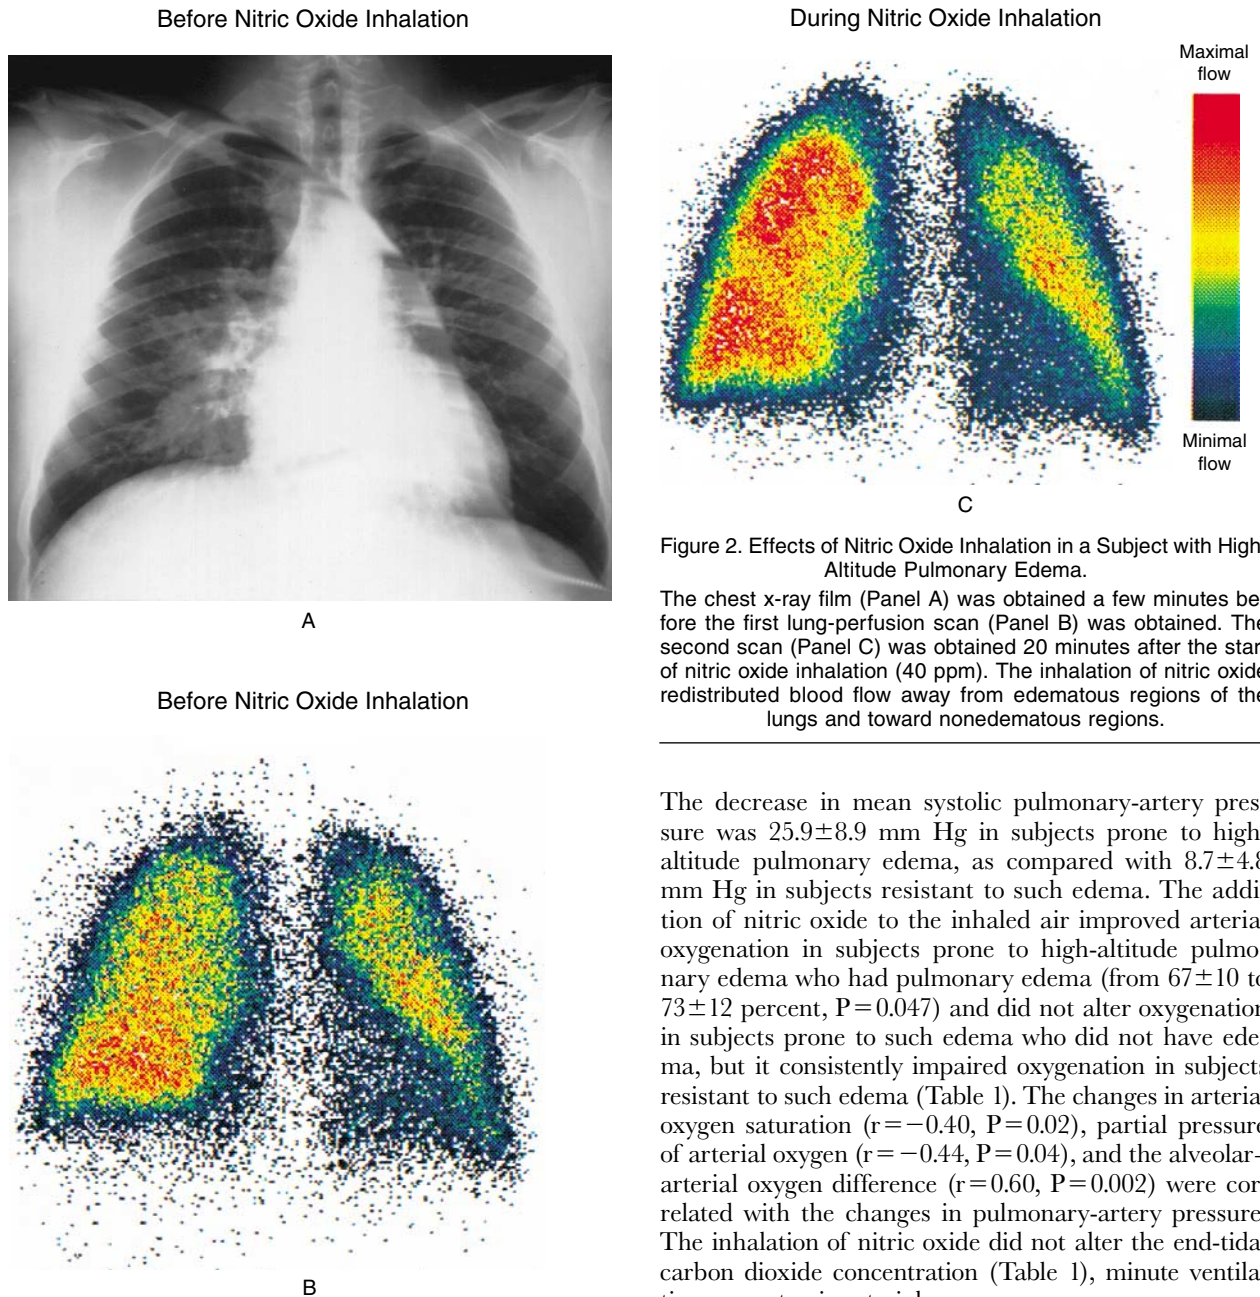 Before Nitric Oxide Inhalation
A
Before Nitric Oxide Inhalation
B
During Nitric Oxide Inhalation
Maximal
flow
Minimal
flow
C
Figure 2. Effects of Nitric Oxide Inhalation in a Subject with High
Altitude Pulmonary Edema.
The chest x-ray film (Panel A) was obtained a few minutes be
fore the first lung-perfusion scan (Panel B) was obtained. The
second scan (Panel C) was obtained 20 minutes after the star
of nitric oxide inhalation (40 ppm). The inhalation of nitric oxide
redistributed blood flow away from edematous regions of the
lungs and toward nonedematous regions.
The decrease in mean systolic pulmonary-artery pres
sure was 25.9±8.9 mm Hg in subjects prone to high
altitude pulmonary edema, as compared with 8.7±4.8
mm Hg in subjects resistant to such edema. The addi
tion of nitric oxide to the inhaled air improved arteria
oxygenation in subjects prone to high-altitude pulmo
nary edema who had pulmonary edema (from 67±10 to
73±12 percent, P=0.047) and did not alter oxygenation
in subjects prone to such edema who did not have ede
ma, but it consistently impaired oxygenation in subjects
resistant to such edema (Table 1). The changes in arteria
oxygen saturation (r=−0.40, P=0.02), partial pressure
of arterial oxygen (r=−0.44, P=0.04), and the alveolar–
arterial oxygen difference (r=0.60, P=0.002) were cor
related with the changes in pulmonary-artery pressure
The inhalation of nitric oxide did not alter the end-tida
carbon dioxide concentration (Table 1), minute ventila